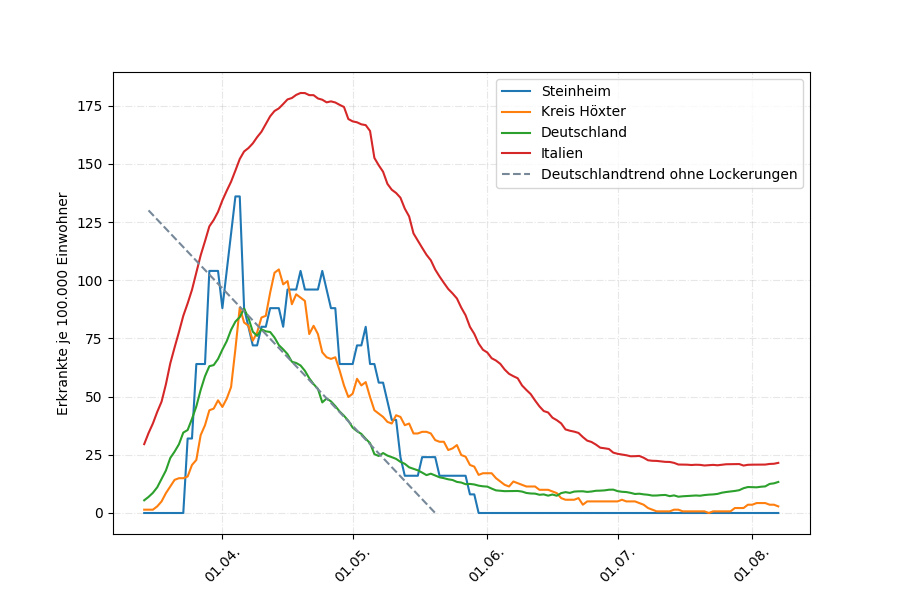 Steinheim
Kreis Höxter
Deutschland
Italien
Deutschlandtrend ohne Lockerungen
Erkrankte je 100.000 Einwohner
175
150
125
100
75
50
25
0
01.04.
01.05.
01.06.
01.07.
01.08.